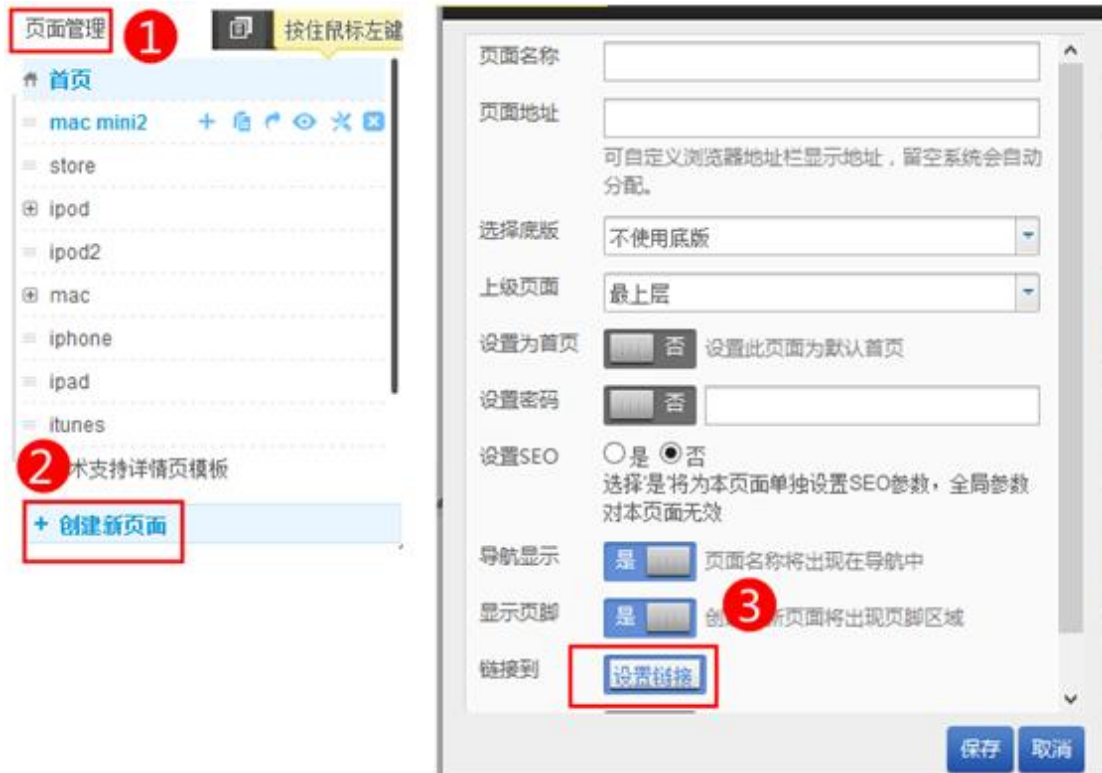 页面管理
1
按住鼠标左键
首页
mac mini2
store
ipod
ipod2
mac
iphone
ipad
itunes
2
术支持详情页模板
+ 创建新页面
页面名称
页面地址
可自定义浏览器地址栏显示地址，留空系统会自动
分配。
选择底版
不使用底版
上级页面
最上层
设置为首页
否
设置此页面为默认首页
设置密码
否
设置SEO
是
否
选择'是'将为本页面单独设置SEO参数，全局参数
对本页面无效
导航显示
是
页面名称将出现在导航中
显示页脚
是
3
创
新页面将出现页脚区域
链接到
设置链接
保存
取消